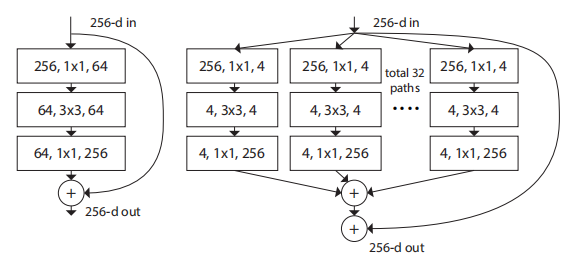 256-d in
256, 1x1, 64
64, 3x3, 64
64, 1x1, 256
+
256-d out
256-d in
256, 1x1, 4
256, 1x1, 4
256, 1x1, 4
total 32
paths
....
4, 3x3, 4
4, 3x3, 4
4, 3x3, 4
4, 1x1, 256
4, 1x1, 256
4, 1x1, 256
+
+
256-d out